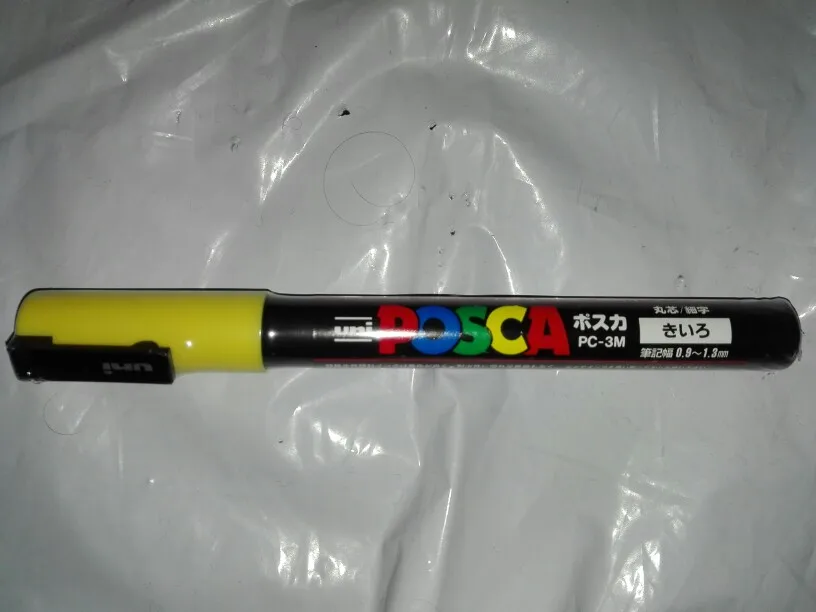 uni
uni POSCA ポスカ
PC-3M
丸芯/細字
きいろ
筆記幅 0.9〜1.3mm